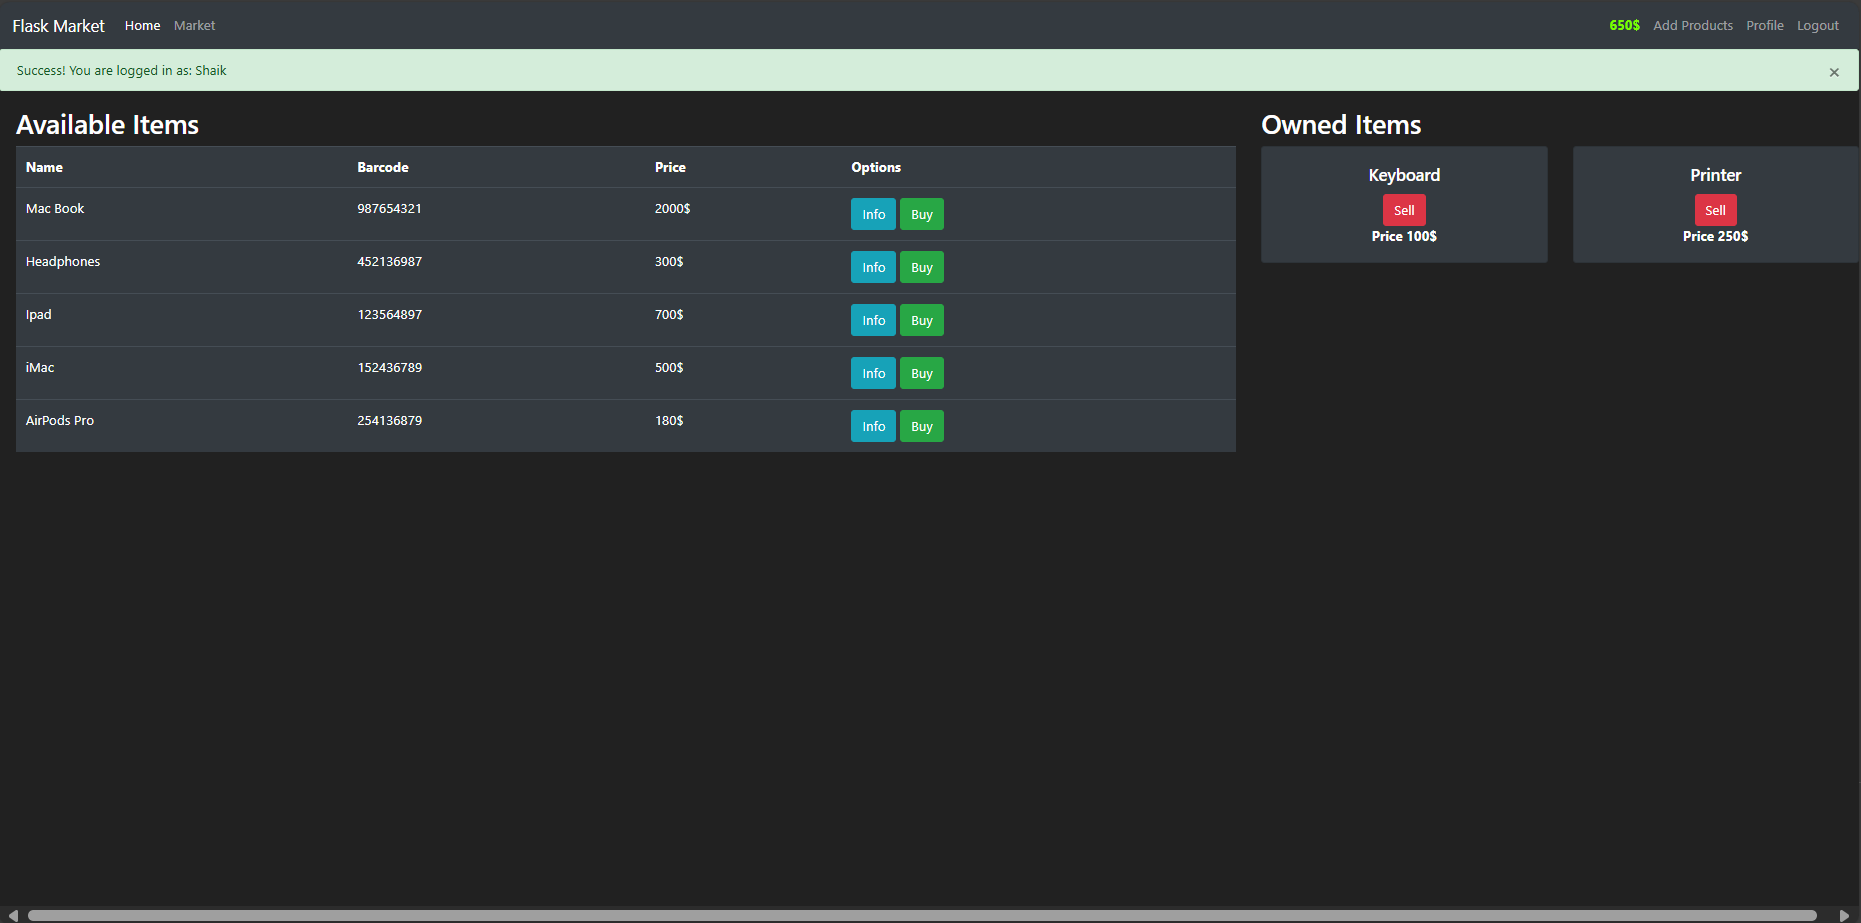 Flask Market Home Market 650$ Add Products Profile Logout
Success! You are logged in as: Shaik ×
Available Items
Name Barcode Price Options
Mac Book 987654321 2000$ Info Buy
Headphones 452136987 300$ Info Buy
Ipad 123564897 700$ Info Buy
iMac 152436789 500$ Info Buy
AirPods Pro 254136879 180$ Info Buy
Owned Items
Keyboard
Sell
Price 100$
Printer
Sell
Price 250$